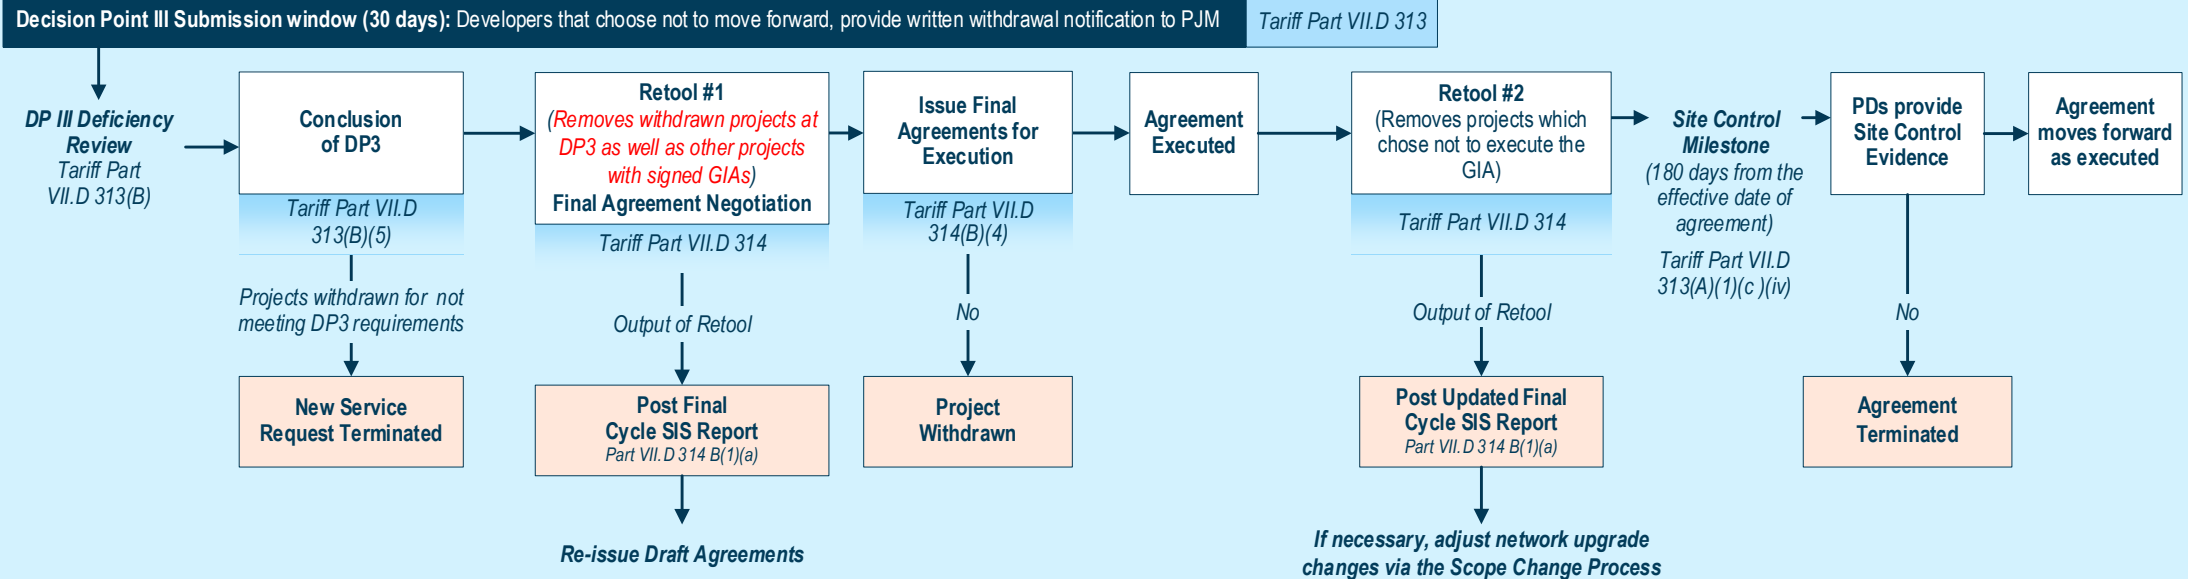 Decision Point III Submission window (30 days): Developers that choose not to move forward, provide written withdrawal notification to PJM
Tariff Part VII.D 313
DP III Deficiency
Review
Tariff Part
VII.D 313(B)
Conclusion
of DP3
Tariff Part VII.D
313(B)(5)
Projects withdrawn for not
meeting DP3 requirements
New Service
Request Terminated
Retool #1
(Removes withdrawn projects at
DP3 as well as other projects
with signed GIAs)
Final Agreement Negotiation
Tariff Part VII.D 314
Output of Retool
Post Final
Cycle SIS Report
Part VII.D 314 B(1)(a)
Re-issue Draft Agreements
Issue Final
Agreements for
Execution
Tariff Part VII.D
314(B)(4)
No
Project
Withdrawn
Agreement
Executed
Retool #2
(Removes projects which
chose not to execute the
GIA)
Tariff Part VII.D 314
Output of Retool
Post Updated Final
Cycle SIS Report
Part VII.D 314 B(1)(a)
If necessary, adjust network upgrade
changes via the Scope Change Process
Site Control
Milestone
(180 days from the
effective date of
agreement)
Tariff Part VII.D
313(A)(1)(c )(iv)
PDs provide
Site Control
Evidence
No
Agreement
Terminated
Agreement
moves forward
as executed